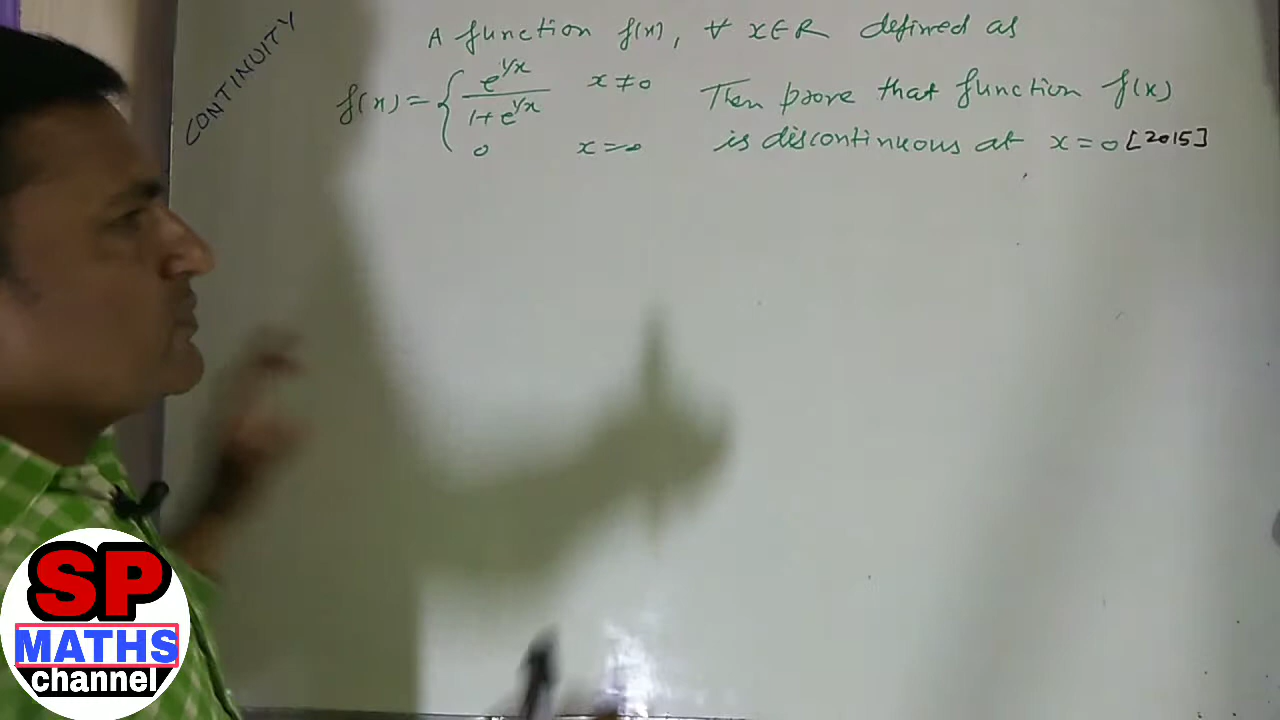 CONTINUITY
A function f(x), ∀ x∈R defined as
f(x) = { e^{1/x} / (1+e^{1/x})   x≠0
0   x=0
Then prove that function f(x)
is discontinuous at x=0 [2015]
SP
MATHS
channel